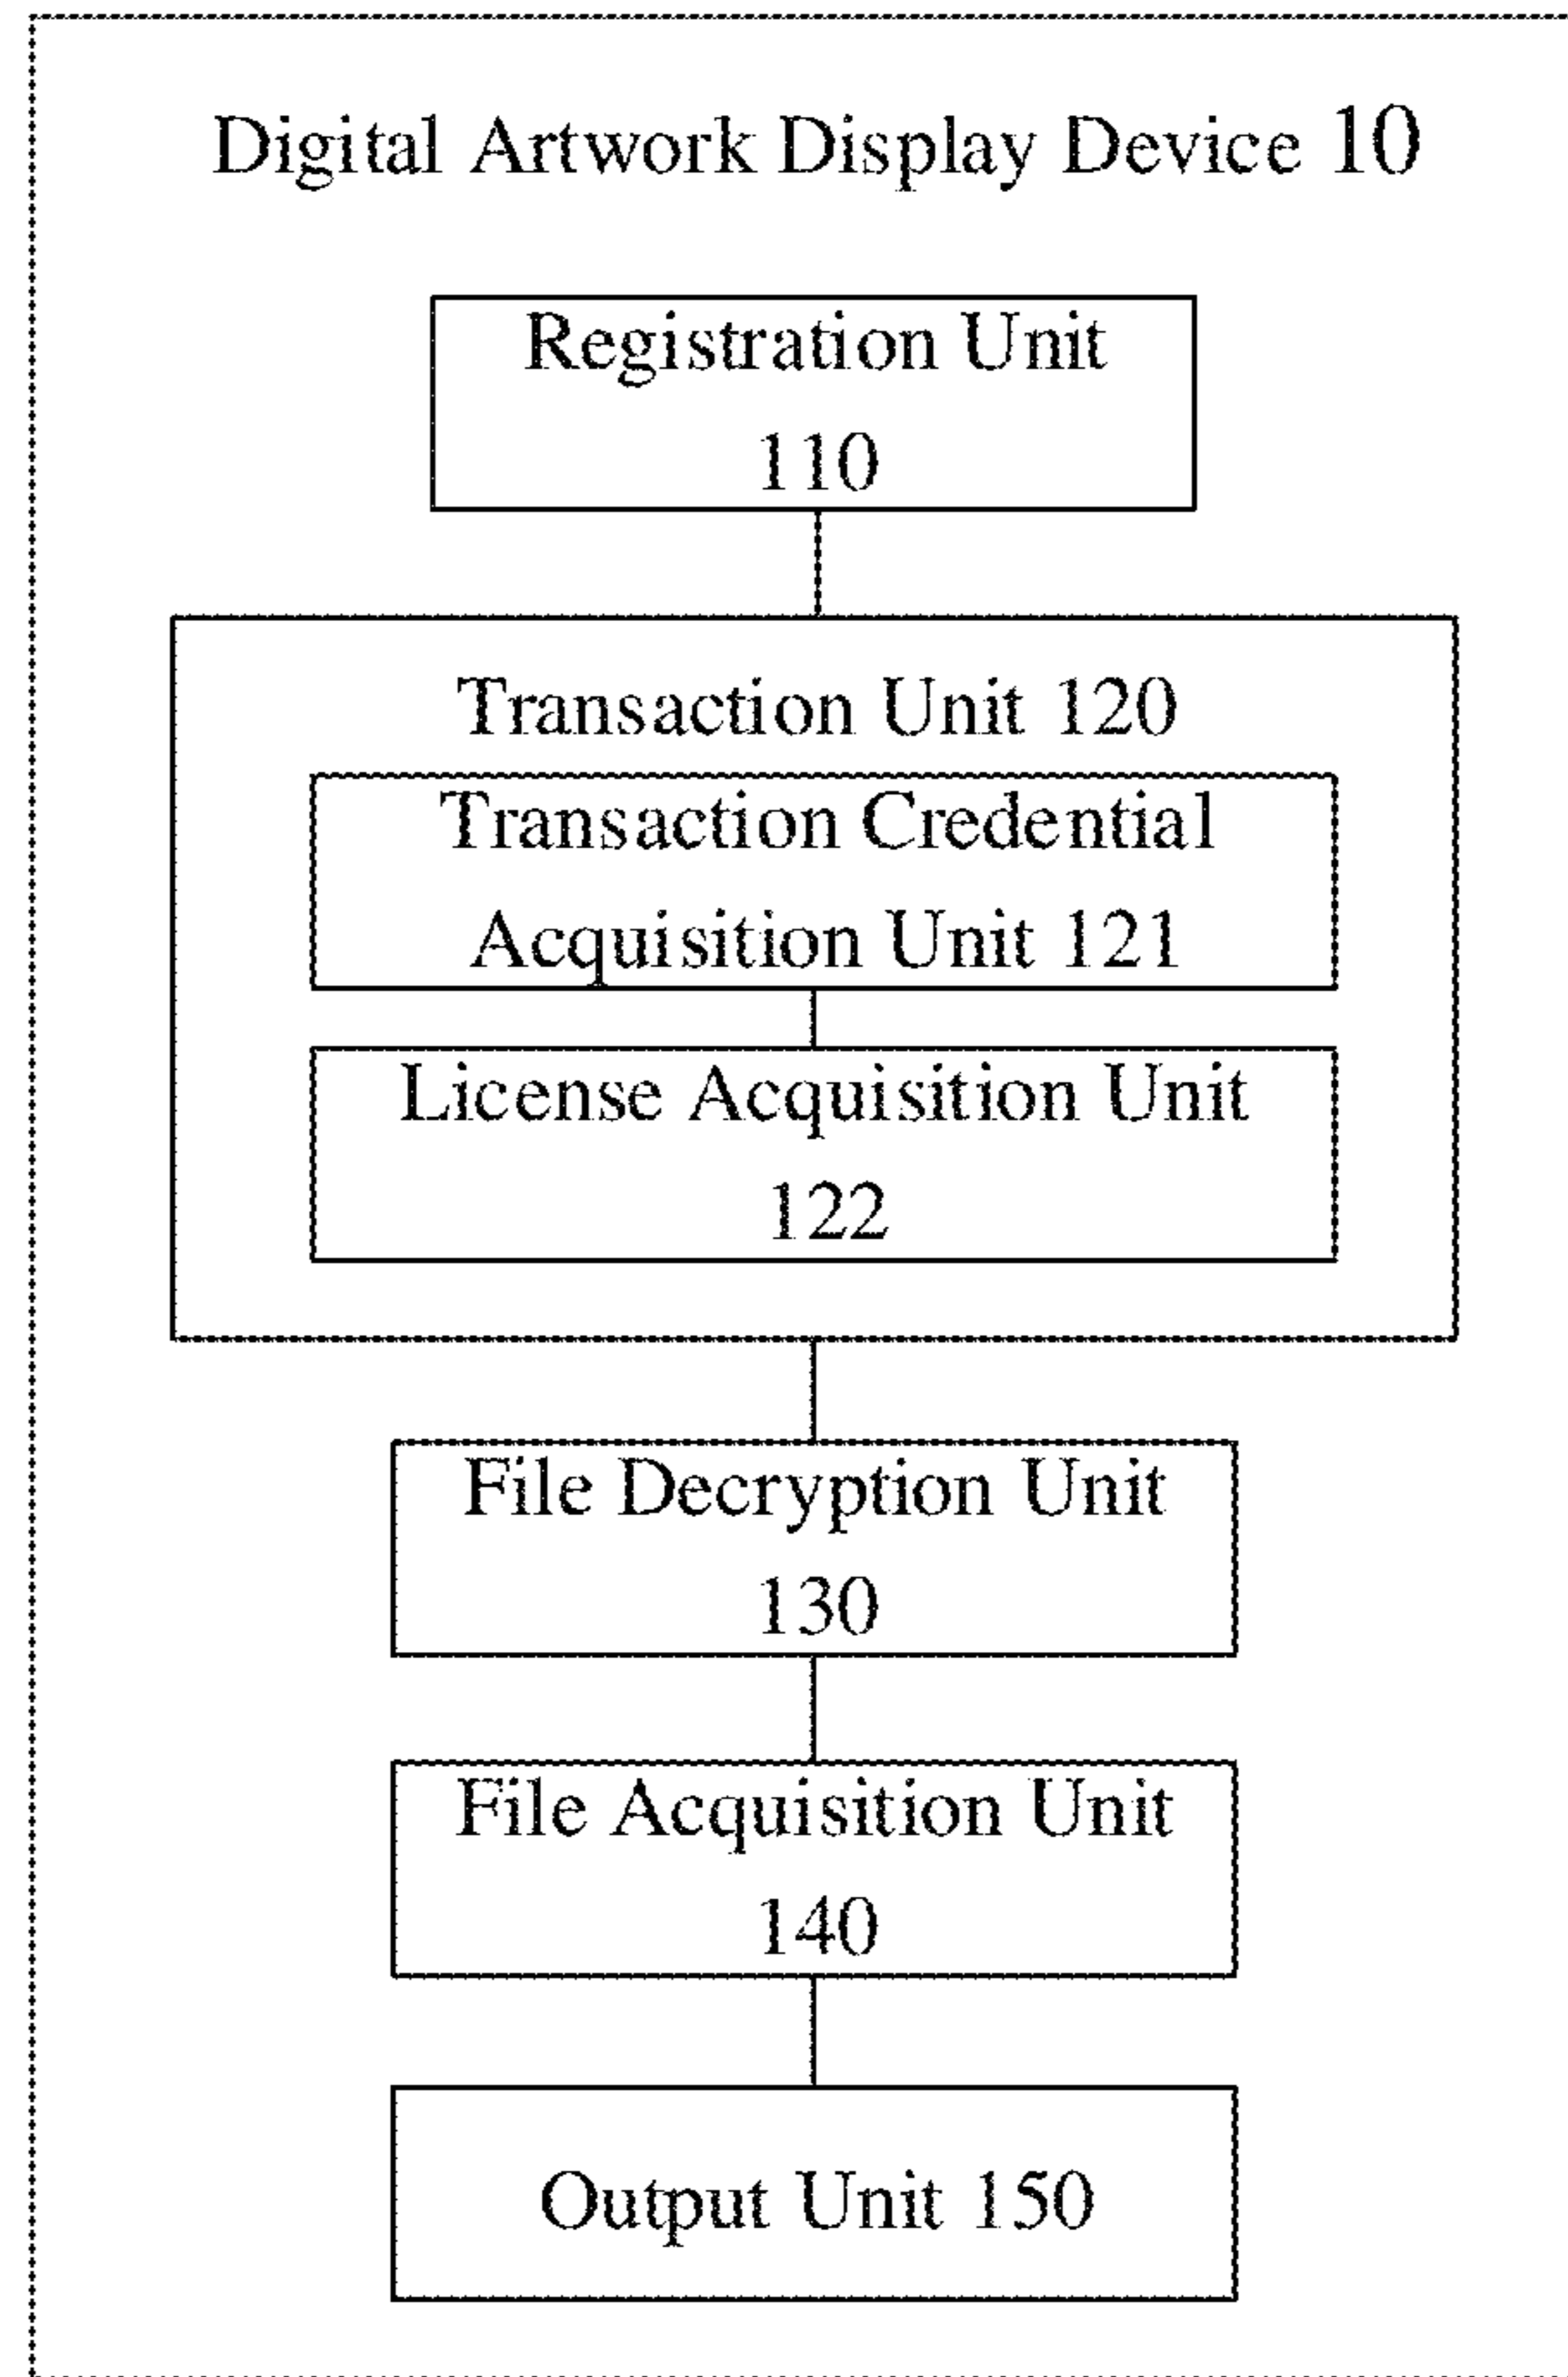 Digital Artwork Display Device 10
Registration Unit
110
Transaction Unit 120
Transaction Credential
Acquisition Unit 121
License Acquisition Unit
122
File Decryption Unit
130
File Acquisition Unit
140
Output Unit 150